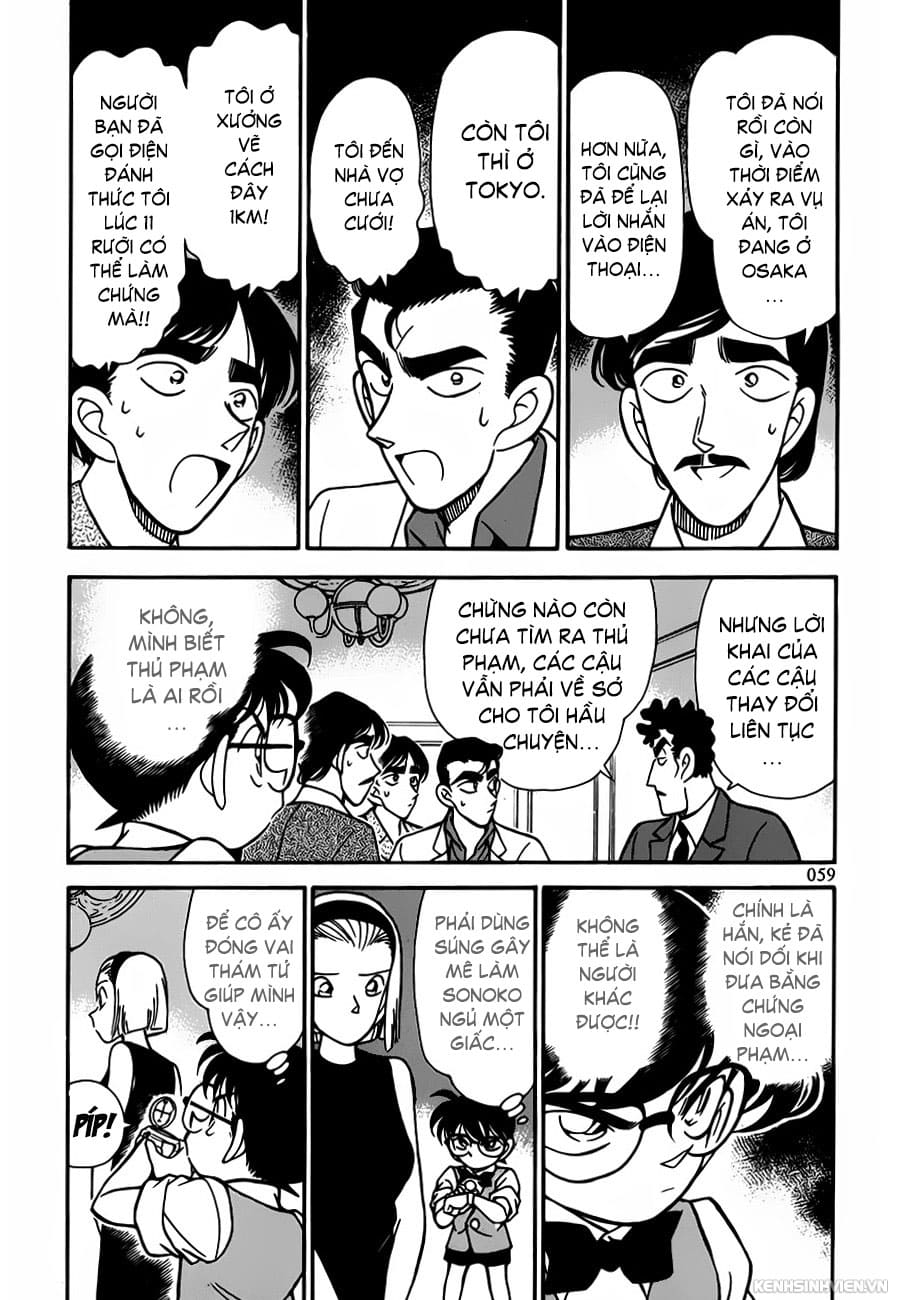 TÔI ĐÃ NÓI
RỒI CÒN
GÌ, VÀO
THỜI ĐIỂM
XẢY RA VỤ
ÁN, TÔI
ĐANG Ở
OSAKA
...
HƠN NỮA,
TÔI CŨNG
ĐÃ ĐỂ LẠI
LỜI NHẮN
VÀO ĐIỆN
THOẠI...
CÒN TÔI
THÌ Ở
TOKYO.
TÔI ĐẾN
NHÀ VỢ
CHƯA
CƯỚI!
TÔI Ở
XƯỞNG
VẼ
CÁCH
ĐÂY
1KM!
NGƯỜI
BẠN ĐÃ
GỌI ĐIỆN
ĐÁNH
THỨC TÔI
LÚC 11
RƯỠI CÓ
THỂ LÀM
CHỨNG
MÀ!!
NHƯNG LỜI
KHAI CỦA
CÁC CẬU
THAY ĐỔI
LIÊN TỤC
...
CHỪNG NÀO CÒN
CHƯA TÌM RA THỦ
PHẠM, CÁC CẬU
VẪN PHẢI VỀ SỞ
CHO TÔI HẦU
CHUYỆN...
KHÔNG,
MÌNH BIẾT
THỦ PHẠM
LÀ AI RỒI
...
059
CHÍNH LÀ
HẮN, KẺ ĐÃ
NÓI DỐI KHI
ĐƯA BẰNG
CHỨNG
NGOẠI
PHẠM...
KHÔNG
THỂ LÀ
NGƯỜI
KHÁC
ĐƯỢC!!
PHẢI DÙNG
SÚNG GÂY
MÊ LÀM
SONOKO
NGỦ MỘT
GIẤC...
ĐỂ CÔ ẤY
ĐÓNG VAI
THÁM TỬ
GIÚP MÌNH
VẬY...
PÍP!
KENHSINHVIEN.VN